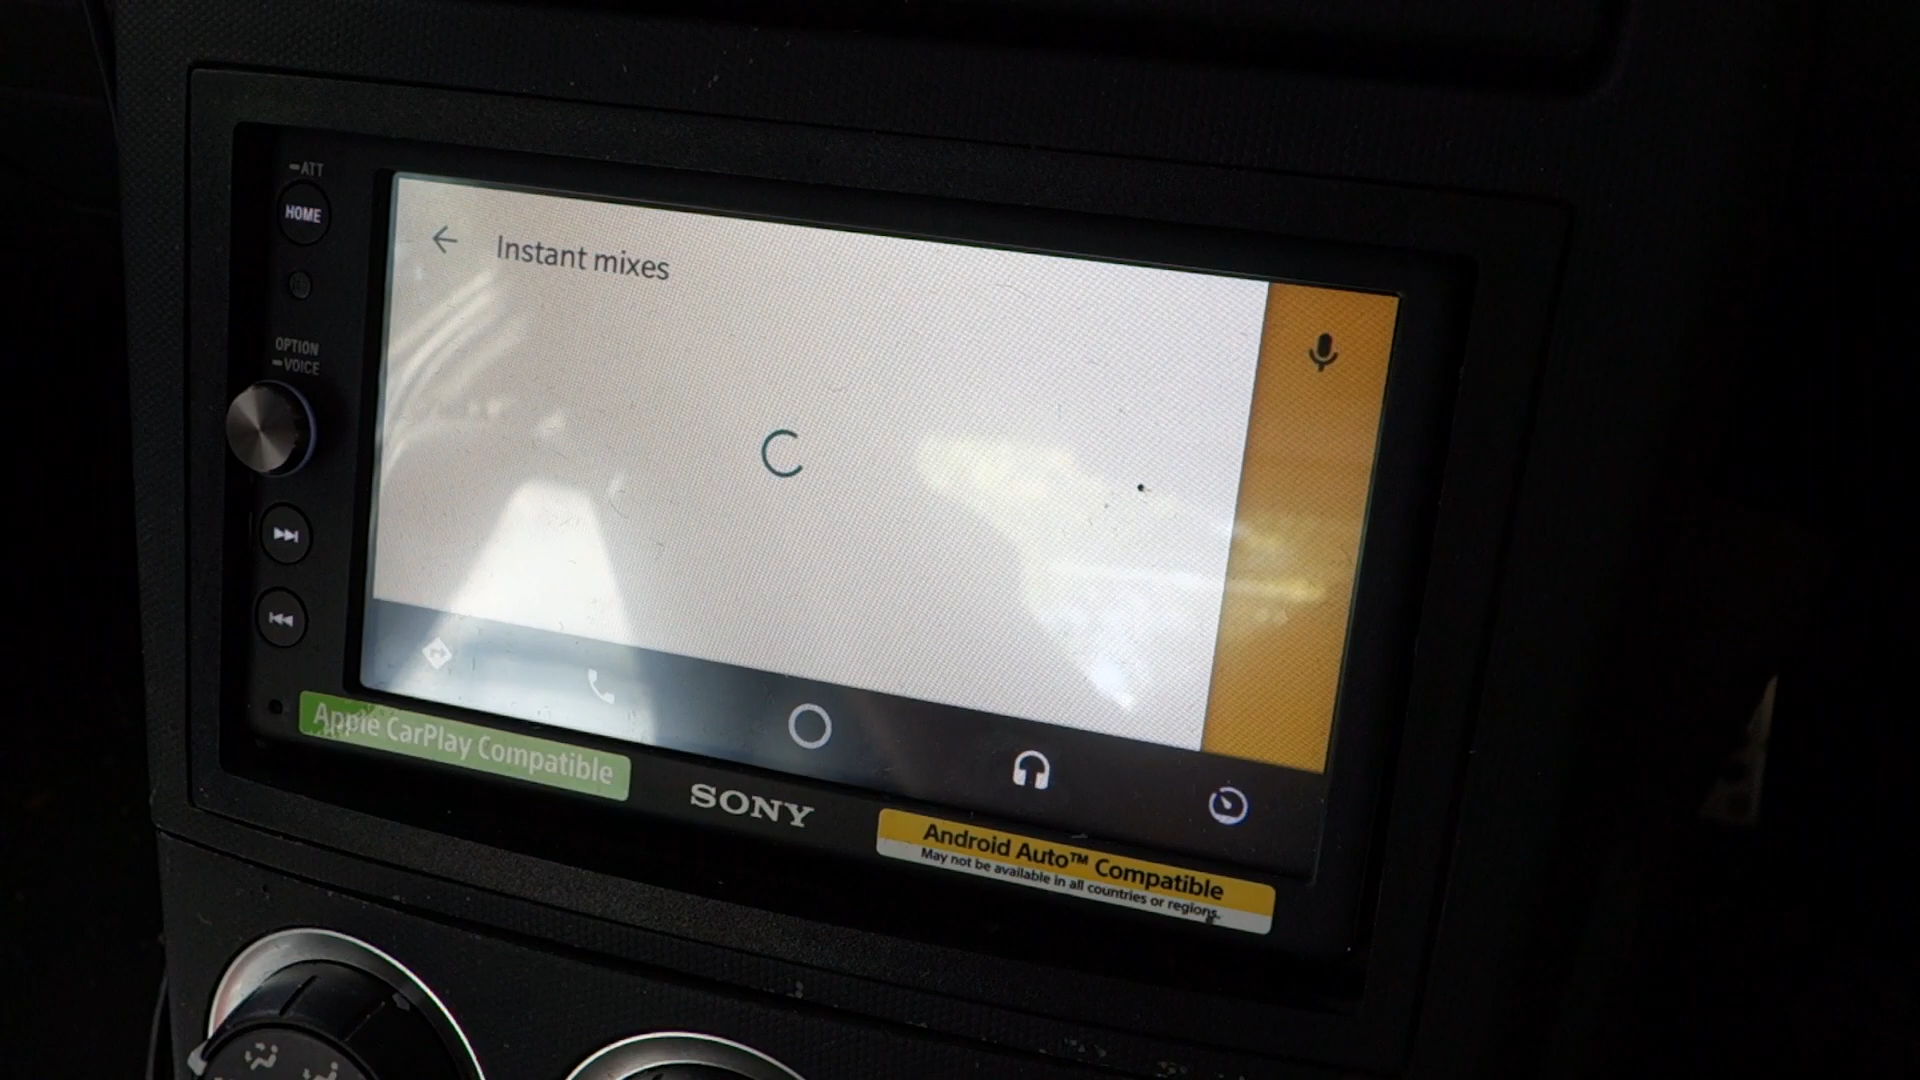 -ATT
HOME
OPTION
-VOICE
Instant mixes
Apple CarPlay Compatible
SONY
Android Auto™ Compatible
May not be available in all countries or regions.